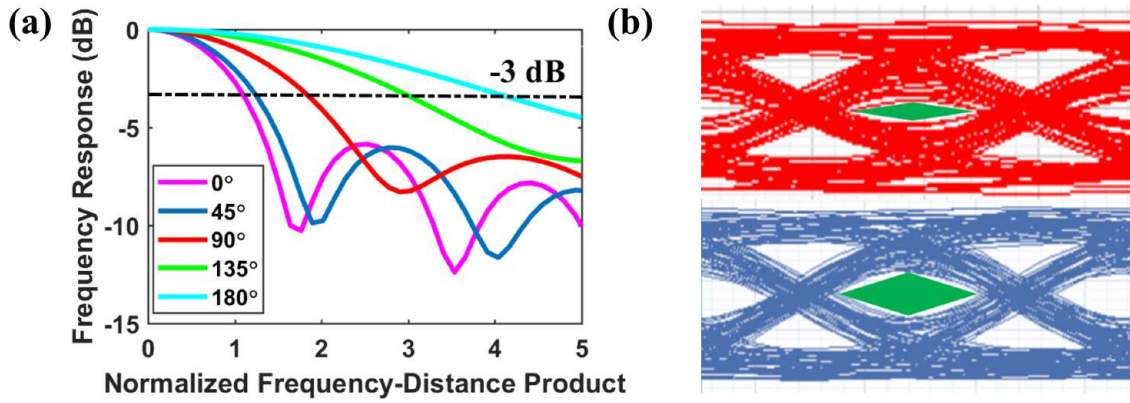 (a)
Frequency Response (dB)
0
-5
-10
-15
-3 dB
0°
45°
90°
135°
180°
0 1 2 3 4 5
Normalized Frequency-Distance Product
(b)